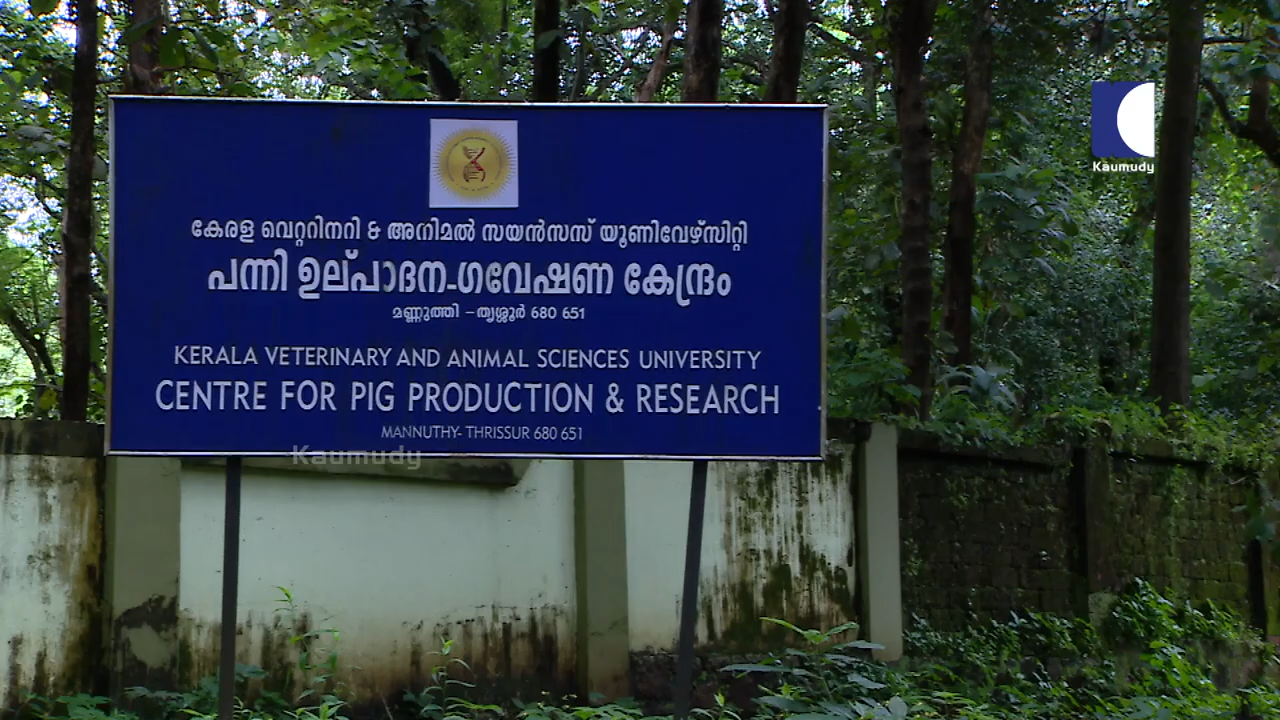 കേരള വെറ്ററിനറി & അനിമൽ സയൻസസ് യൂണിവേഴ്സിറ്റി
പന്നി ഉല്പാദന-ഗവേഷണ കേന്ദ്രം
മണ്ണുത്തി – തൃശ്ശൂർ 680 651
KERALA VETERINARY AND ANIMAL SCIENCES UNIVERSITY
CENTRE FOR PIG PRODUCTION & RESEARCH
MANNUTHY- THRISSUR 680 651
Kaumudy
Kaumudy